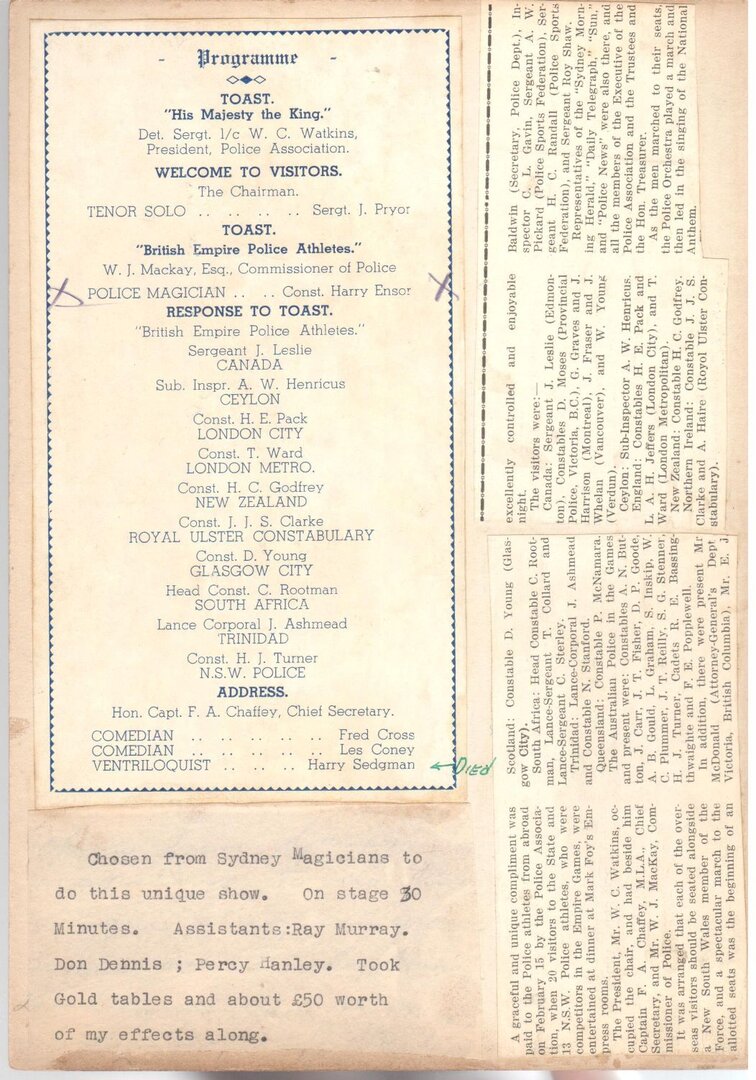 - Programme -
TOAST.
"His Majesty the King."
Det. Sergt. 1/c W. C. Watkins,
President, Police Association.
WELCOME TO VISITORS.
The Chairman.
TENOR SOLO .. .. .. .. Sergt. J. Pryor
TOAST.
"British Empire Police Athletes."
W. J. Mackay, Esq., Commissioner of Police
X POLICE MAGICIAN .. .. Const. Harry Ensor X
RESPONSE TO TOAST.
"British Empire Police Athletes."
Sergeant J. Leslie
CANADA
Sub. Inspr. A. W. Henricus
CEYLON
Const. H. E. Pack
LONDON CITY
Const. T. Ward
LONDON METRO.
Const. H. C. Godfrey
NEW ZEALAND
Const. J. J. S. Clarke
ROYAL ULSTER CONSTABULARY
Const. D. Young
GLASGOW CITY
Head Const. C. Rootman
SOUTH AFRICA
Lance Corporal J. Ashmead
TRINIDAD
Const. H. J. Turner
N.S.W. POLICE
ADDRESS.
Hon. Capt. F. A. Chaffey, Chief Secretary.
COMEDIAN .. .. .. .. .. .. Fred Cross
COMEDIAN .. .. .. .. .. .. Les Coney
VENTRILOQUIST .. .. .. Harry Sedgman ← DIED
Chosen from Sydney Magicians to
do this unique show. On stage 30
Minutes. Assistants:Ray Murray.
Don Dennis ; Percy Hanley. Took
Gold tables and about £50 worth
of my effects along.
A graceful and unique compliment was
paid to the Police athletes from abroad
on February 15 by the Police Associa-
tion, when 20 visitors to the State and
13 N.S.W. Police athletes, who were
competitors in the Empire Games, were
entertained at dinner at Mark Foy's Em-
press rooms.
The President, Mr. W. C. Watkins, oc-
cupied the chair, and had beside him
Captain F. A. Chaffey, M.L.A., Chief
Secretary, and Mr. W. J. MacKay, Com-
missioner of Police.
It was arranged that each of the over-
seas visitors should be seated alongside
a New South Wales member of the
Force, and a spectacular march to the
allotted seats was the beginning of an
excellently controlled and enjoyable
night.
The visitors were:—
Canada: Sergeant J. Leslie (Edmon-
ton), Constables D. Moses (Provincial
Police, Victoria, B.C.), G. Graves and J.
Harrison (Montreal), J. Fraser and J.
Whelan (Vancouver), and W. Young
(Verdun).
Ceylon: Sub-Inspector A. W. Henricus.
England: Constables H. E. Pack and
L. A. H. Jeffers (London City), and T.
Ward (London Metropolitan).
New Zealand: Constable H. C. Godfrey.
Northern Ireland: Constable J. J. S.
Clarke and A. Haire (Royol Ulster Con-
stabulary).
Scotland: Constable D. Young (Glas-
gow City).
South Africa: Head Constable C. Root-
man, Lance-Sergeant T. Collard and
Lance-Sergeant C. Sterley.
Trinidad: Lance-Corporal J. Ashmead
and Constable N. Stanford.
Queensland: Constable P. McNamara.
The Australian Police in the Games
and present were: Constables A. N. But-
ton, J. Carr, J. T. Fisher, D. P. Goode,
A. B. Gould, L. Graham, S. Inskip, W.
C. Plummer, J. T. Reilly, S. G. Stenner,
H. J. Turner, Cadets R. E. Bassing-
thwaighte and F. E. Popplewell.
In addition, there were present Mr
McDonald (Attorney-General's Dept
Victoria, British Columbia), Mr. E. J
Baldwin (Secretary, Police Dept.), In-
spector C. L. Gavin, Sergeant A. W.
Pickard (Police Sports Federation), Ser-
geant H. C. Randall (Police Sports
Federation), and Sergeant Roy Shaw.
Representatives of the "Sydney Morn-
ing Herald," "Daily Telegraph," "Sun,"
and "Police News" were also there, and
all the members of the Executive of the
Police Association and the Trustees and
the Hon. Treasurer.
As the men marched to their seats,
the Police Orchestra played a march and
then led in the singing of the National
Anthem.